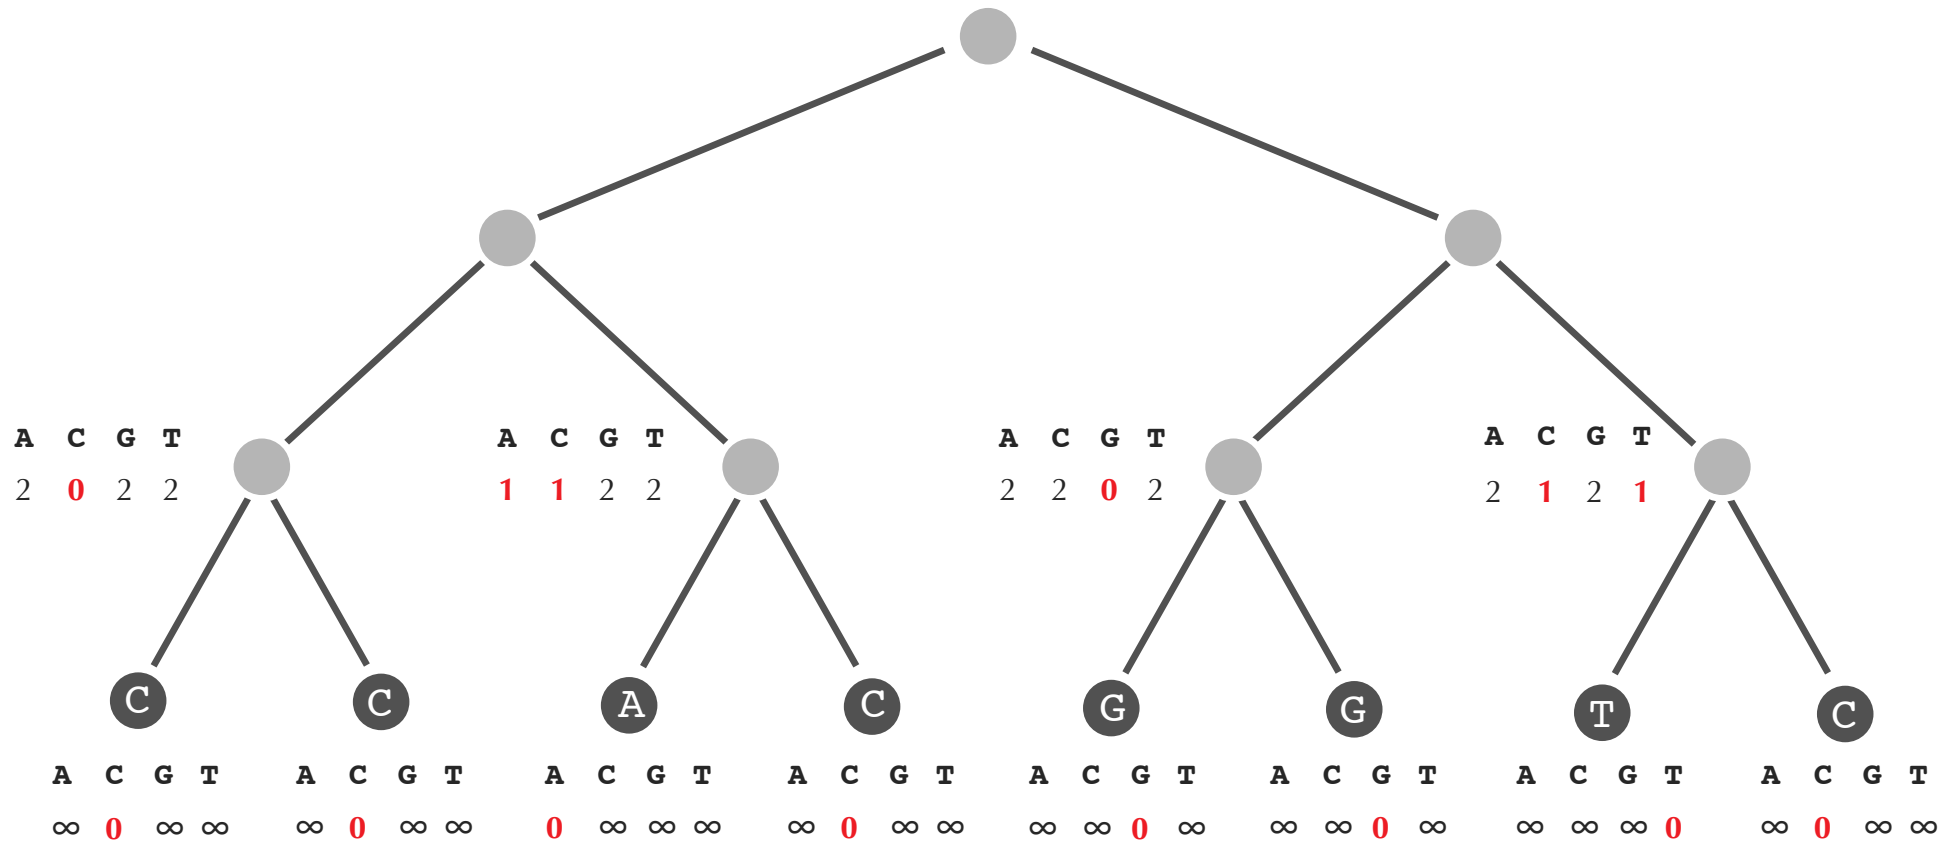 A C G T A C G T A C G T A C G T
2 0 2 2 1 1 2 2 2 2 0 2 2 1 2 1
C C A C G G T C
A C G T A C G T A C G T A C G T A C G T A C G T A C G T A C G T
∞ 0 ∞ ∞ ∞ 0 ∞ ∞ 0 ∞ ∞ ∞ ∞ 0 ∞ ∞ ∞ ∞ 0 ∞ ∞ ∞ 0 ∞ ∞ ∞ ∞ 0 ∞ 0 ∞ ∞